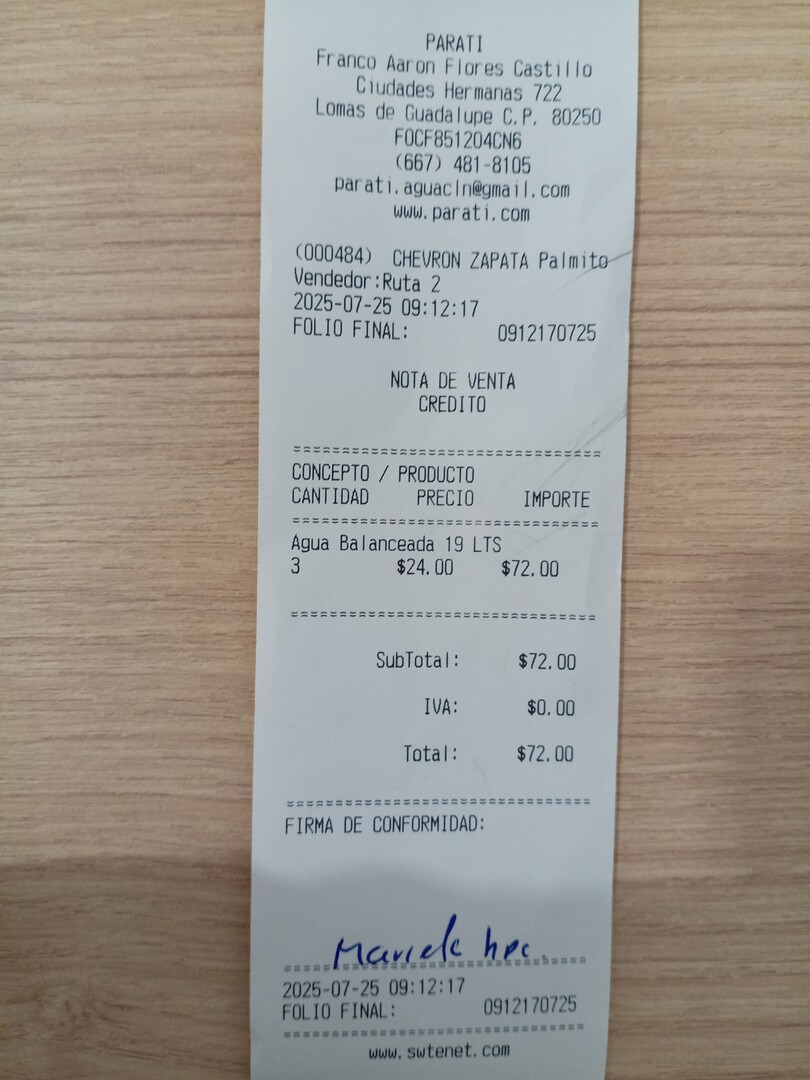 PARATI
Franco Aaron Flores Castillo
Ciudades Hermanas 722
Lomas de Guadalupe C.P. 80250
FOCF851204CN6
(667) 481-8105
parati.aguacln@gmail.com
www.parati.com
(000484) CHEVRON ZAPATA Palmito
Vendedor:Ruta 2
2025-07-25 09:12:17
FOLIO FINAL: 0912170725
NOTA DE VENTA
CREDITO
==============================
CONCEPTO / PRODUCTO
CANTIDAD PRECIO IMPORTE
==============================
Agua Balanceada 19 LTS
3 $24.00 $72.00
==============================
SubTotal: $72.00
IVA: $0.00
Total: $72.00
==============================
FIRMA DE CONFORMIDAD:
==============================
2025-07-25 09:12:17
FOLIO FINAL: 0912170725
==============================
www.swtenet.com